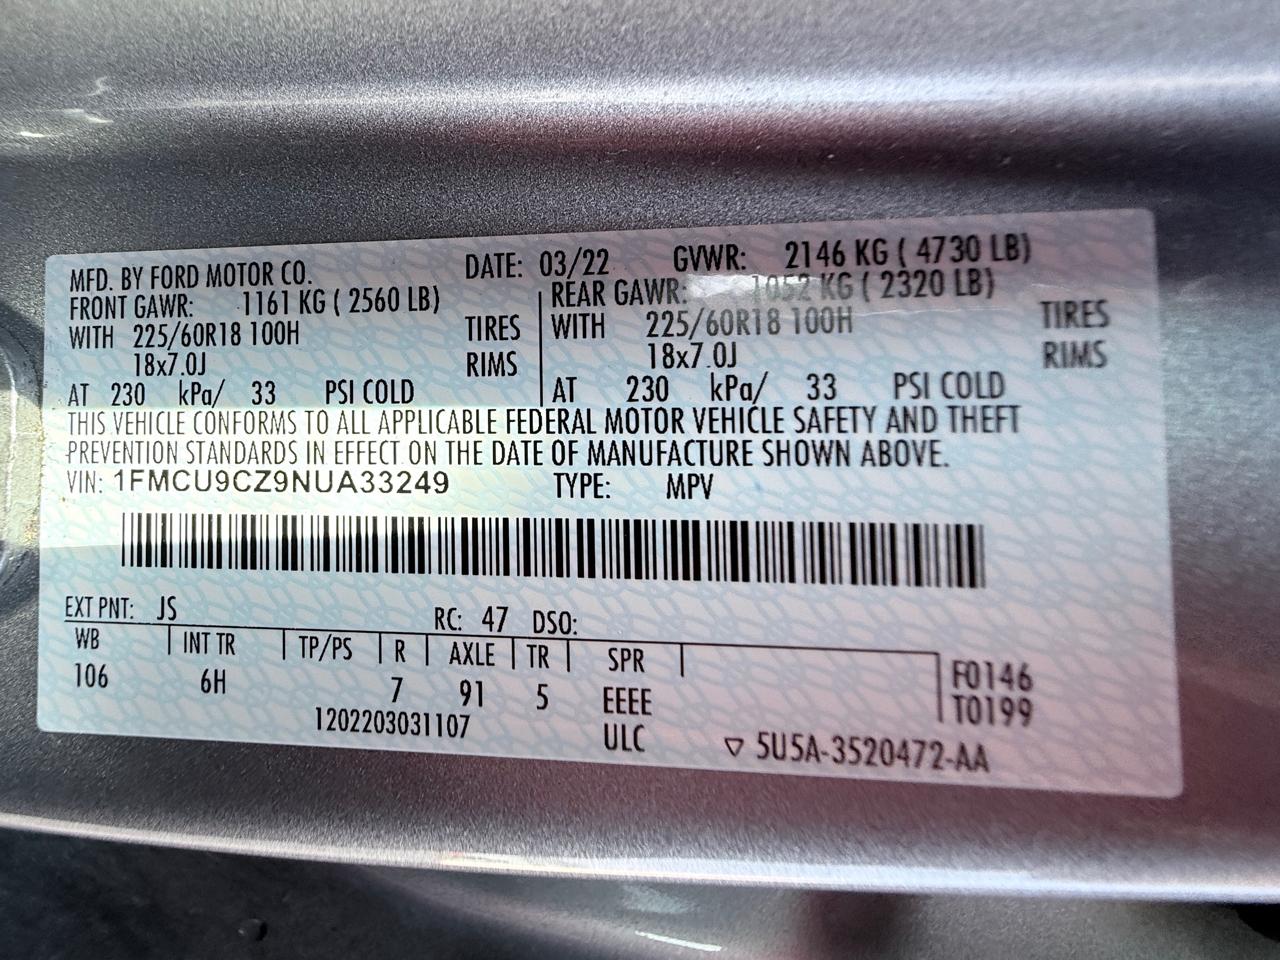 MFD. BY FORD MOTOR CO. DATE: 03/22 GVWR: 2146 KG ( 4730 LB)
FRONT GAWR: 1161 KG ( 2560 LB) REAR GAWR: 1052 KG ( 2320 LB)
WITH 225/60R18 100H TIRES WITH 225/60R18 100H TIRES
18x7.0J RIMS 18x7.0J RIMS
AT 230 kPa/ 33 PSI COLD AT 230 kPa/ 33 PSI COLD
THIS VEHICLE CONFORMS TO ALL APPLICABLE FEDERAL MOTOR VEHICLE SAFETY AND THEFT
PREVENTION STANDARDS IN EFFECT ON THE DATE OF MANUFACTURE SHOWN ABOVE.
VIN: 1FMCU9CZ9NUA33249 TYPE: MPV
EXT PNT: JS RC: 47 DSO:
WB INT TR TP/PS R AXLE TR SPR
106 6H 7 91 5 EEEE F0146
1202203031107 ULC T0199
▽ 5U5A-3520472-AA